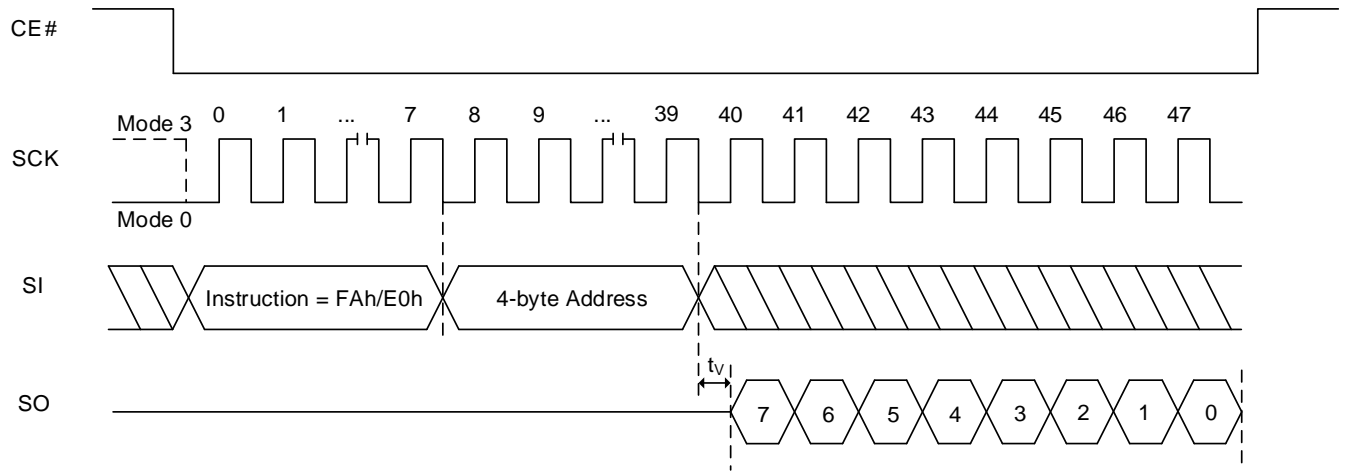 CE#
Mode 3
0 1 ... 7 8 9 ... 39 40 41 42 43 44 45 46 47
SCK
Mode 0
SI
Instruction = FAh/E0h
4-byte Address
tV
SO
7 6 5 4 3 2 1 0